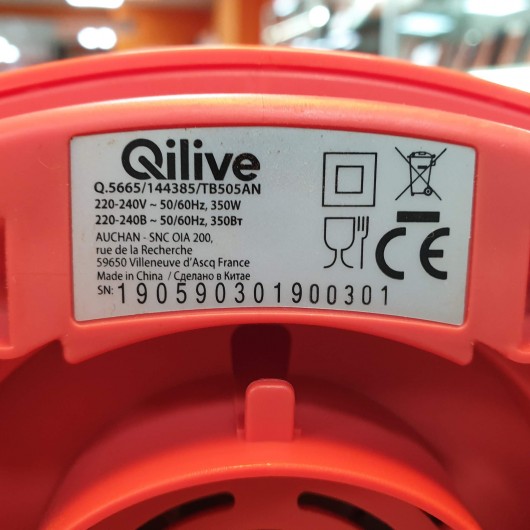 Qilive
Q.5665/144385/TB505AN
220-240V ~ 50/60Hz, 350W
220-240В ~ 50/60Hz, 350Вт
AUCHAN - SNC OIA 200,
rue de la Recherche
59650 Villeneuve d'Ascq France
Made in China / Сделано в Китае
SN: 190590301900301
CE